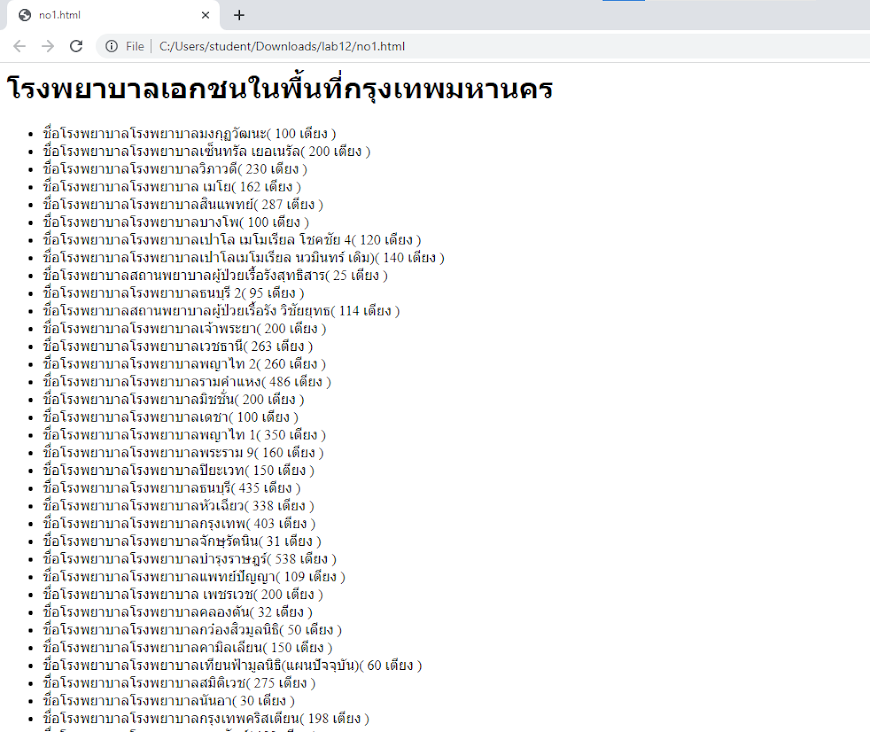 no1.html
File | C:/Users/student/Downloads/lab12/no1.html
โรงพยาบาลเอกชนในพื้นที่กรุงเทพมหานคร
ชื่อโรงพยาบาลโรงพยาบาลมงกุฎวัฒนะ( 100 เตียง )
ชื่อโรงพยาบาลโรงพยาบาลเซ็นทรัล เยอเนรัล( 200 เตียง )
ชื่อโรงพยาบาลโรงพยาบาลวิภาวดี( 230 เตียง )
ชื่อโรงพยาบาลโรงพยาบาล เมโย( 162 เตียง )
ชื่อโรงพยาบาลโรงพยาบาลสินแพทย์( 287 เตียง )
ชื่อโรงพยาบาลโรงพยาบาลบางโพ( 100 เตียง )
ชื่อโรงพยาบาลโรงพยาบาลเปาโล เมโมเรียล โชคชัย 4( 120 เตียง )
ชื่อโรงพยาบาลโรงพยาบาลเปาโลเมโมเรียล นวมินทร์ เดิม)( 140 เตียง )
ชื่อโรงพยาบาลสถานพยาบาลผู้ป่วยเรื้อรังสุทธิสาร( 25 เตียง )
ชื่อโรงพยาบาลโรงพยาบาลธนบุรี 2( 95 เตียง )
ชื่อโรงพยาบาลสถานพยาบาลผู้ป่วยเรื้อรัง วิชัยยุทธ( 114 เตียง )
ชื่อโรงพยาบาลโรงพยาบาลเจ้าพระยา( 200 เตียง )
ชื่อโรงพยาบาลโรงพยาบาลเวชธานี( 263 เตียง )
ชื่อโรงพยาบาลโรงพยาบาลพญาไท 2( 260 เตียง )
ชื่อโรงพยาบาลโรงพยาบาลรามคำแหง( 486 เตียง )
ชื่อโรงพยาบาลโรงพยาบาลมิชชั่น( 200 เตียง )
ชื่อโรงพยาบาลโรงพยาบาลเดชา( 100 เตียง )
ชื่อโรงพยาบาลโรงพยาบาลพญาไท 1( 350 เตียง )
ชื่อโรงพยาบาลโรงพยาบาลพระราม 9( 160 เตียง )
ชื่อโรงพยาบาลโรงพยาบาลปิยะเวท( 150 เตียง )
ชื่อโรงพยาบาลโรงพยาบาลธนบุรี( 435 เตียง )
ชื่อโรงพยาบาลโรงพยาบาลหัวเฉียว( 338 เตียง )
ชื่อโรงพยาบาลโรงพยาบาลกรุงเทพ( 403 เตียง )
ชื่อโรงพยาบาลโรงพยาบาลจักษุรัตนิน( 31 เตียง )
ชื่อโรงพยาบาลโรงพยาบาลบำรุงราษฎร์( 538 เตียง )
ชื่อโรงพยาบาลโรงพยาบาลแพทย์ปัญญา( 109 เตียง )
ชื่อโรงพยาบาลโรงพยาบาล เพชรเวช( 200 เตียง )
ชื่อโรงพยาบาลโรงพยาบาลคลองตัน( 32 เตียง )
ชื่อโรงพยาบาลโรงพยาบาลกว๋องสิวมูลนิธิ( 50 เตียง )
ชื่อโรงพยาบาลโรงพยาบาลคามิลเลียน( 150 เตียง )
ชื่อโรงพยาบาลโรงพยาบาลเทียนฟ้ามูลนิธิ(แผนปัจจุบัน)( 60 เตียง )
ชื่อโรงพยาบาลโรงพยาบาลสมิติเวช( 275 เตียง )
ชื่อโรงพยาบาลโรงพยาบาลนันอา( 30 เตียง )
ชื่อโรงพยาบาลโรงพยาบาลกรุงเทพคริสเตียน( 198 เตียง )